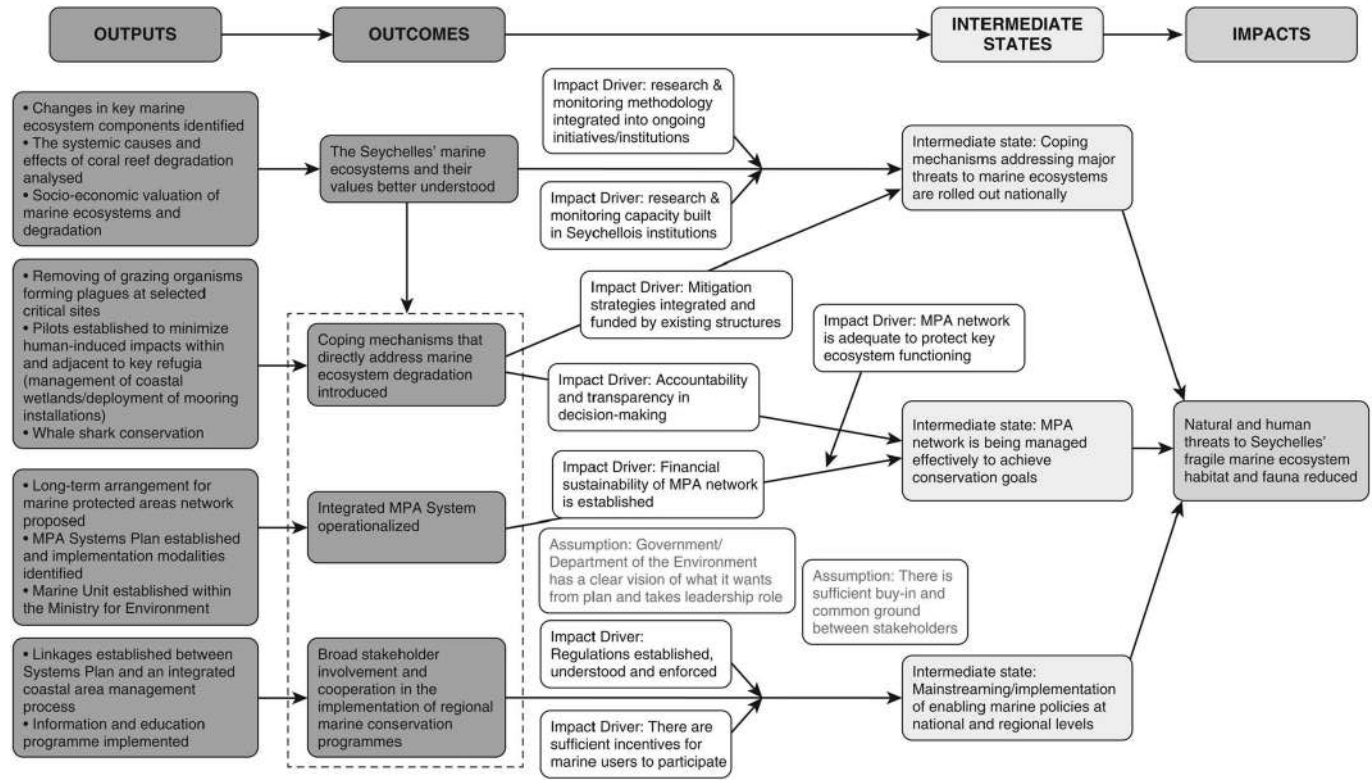 OUTPUTS
OUTCOMES
INTERMEDIATE
STATES
IMPACTS
• Changes in key marine
ecosystem components identified
• The systemic causes and
effects of coral reef degradation
analysed
• Socio-economic valuation of
marine ecosystems and
degradation
The Seychelles’ marine
ecosystems and their
values better understood
Impact Driver: research &
monitoring methodology
integrated into ongoing
initiatives/institutions
Impact Driver: research &
monitoring capacity built
in Seychellois institutions
Intermediate state: Coping
mechanisms addressing major
threats to marine ecosystems
are rolled out nationally
• Removing of grazing organisms
forming plagues at selected
critical sites
• Pilots established to minimize
human-induced impacts within
and adjacent to key refugia
(management of coastal
wetlands/deployment of mooring
installations)
• Whale shark conservation
Coping mechanisms that
directly address marine
ecosystem degradation
introduced
Impact Driver: Mitigation
strategies integrated and
funded by existing structures
Impact Driver: MPA network
is adequate to protect key
ecosystem functioning
Impact Driver: Accountability
and transparency in
decision-making
Intermediate state: MPA
network is being managed
effectively to achieve
conservation goals
Natural and human
threats to Seychelles’
fragile marine ecosystem
habitat and fauna reduced
• Long-term arrangement for
marine protected areas network
proposed
• MPA Systems Plan established
and implementation modalities
identified
• Marine Unit established within
the Ministry for Environment
Integrated MPA System
operationalized
Impact Driver: Financial
sustainability of MPA network
is established
Assumption: Government/
Department of the Environment
has a clear vision of what it wants
from plan and takes leadership role
Assumption: There is
sufficient buy-in and
common ground
between stakeholders
• Linkages established between
Systems Plan and an integrated
coastal area management
process
• Information and education
programme implemented
Broad stakeholder
involvement and
cooperation in the
implementation of regional
marine conservation
programmes
Impact Driver:
Regulations established,
understood and enforced
Impact Driver: There are
sufficient incentives for
marine users to participate
Intermediate state:
Mainstreaming/implementation
of enabling marine policies at
national and regional levels